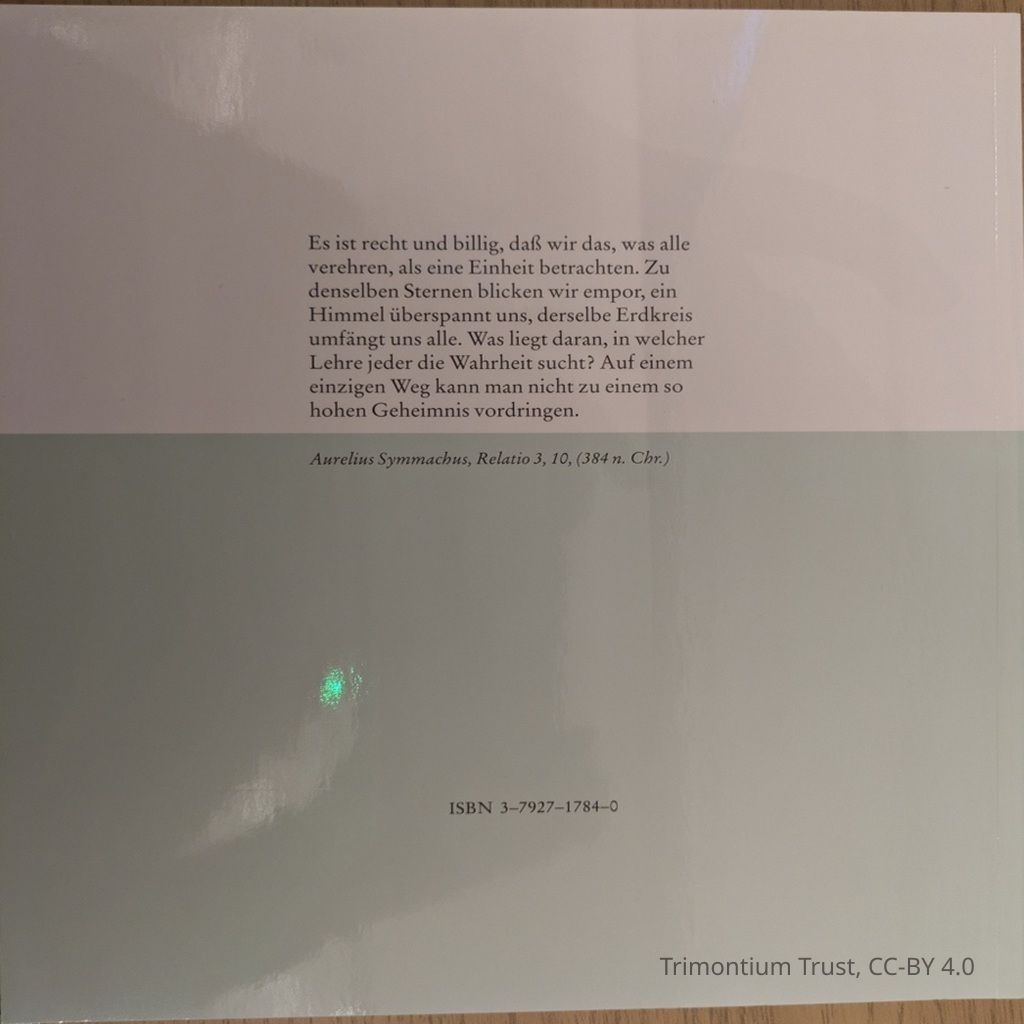 Es ist recht und billig, daß wir das, was alle
verehren, als eine Einheit betrachten. Zu
denselben Sternen blicken wir empor, ein
Himmel überspannt uns, derselbe Erdkreis
umfängt uns alle. Was liegt daran, in welcher
Lehre jeder die Wahrheit sucht? Auf einem
einzigen Weg kann man nicht zu einem so
hohen Geheimnis vordringen.
Aurelius Symmachus, Relatio 3, 10, (384 n. Chr.)
ISBN 3–7927–1784–0
Trimontium Trust, CC-BY 4.0